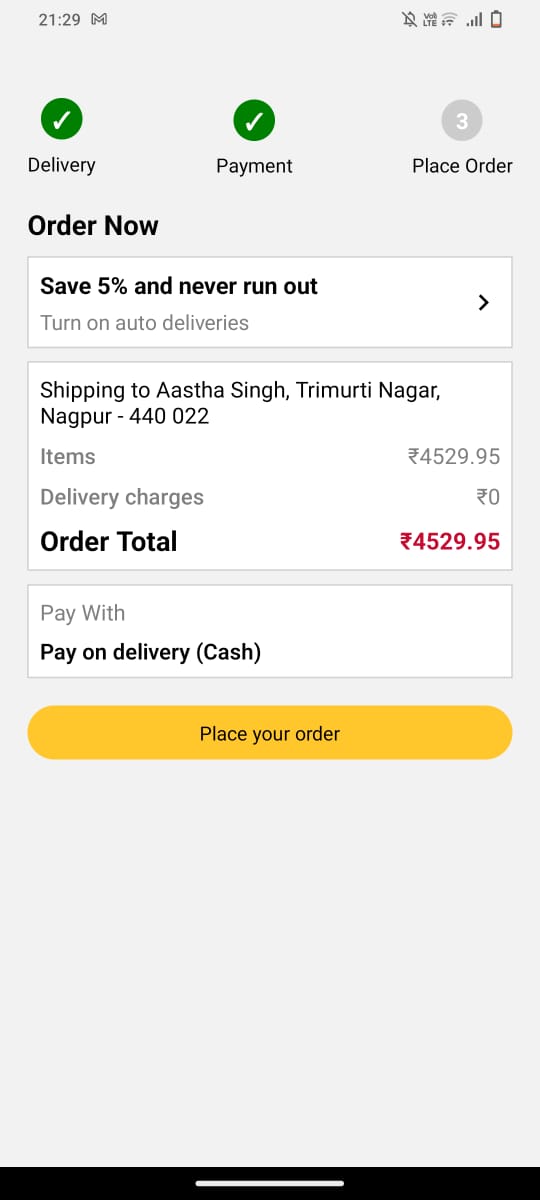 21:29
Vo)) LTE
3
Delivery
Payment
Place Order
Order Now
Save 5% and never run out
Turn on auto deliveries
Shipping to Aastha Singh, Trimurti Nagar,
Nagpur - 440 022
Items ₹4529.95
Delivery charges ₹0
Order Total ₹4529.95
Pay With
Pay on delivery (Cash)
Place your order